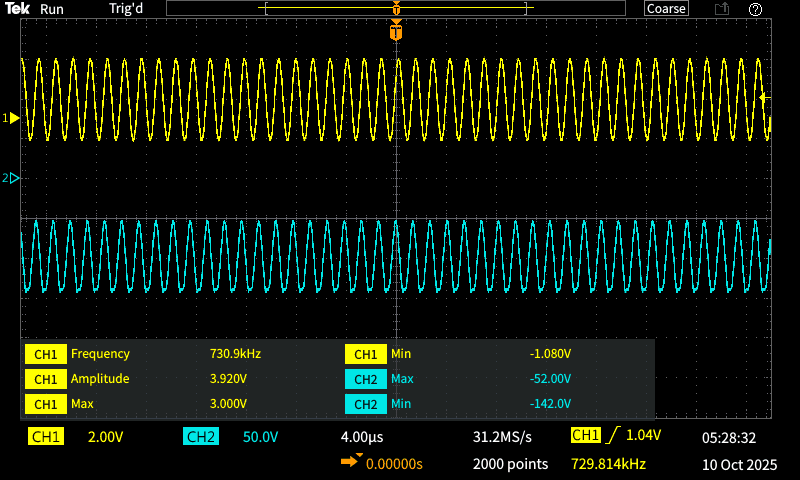 Tek Run Trig'd T Coarse ?
T
1
2
CH1 Frequency 730.9kHz CH1 Min -1.080V
CH1 Amplitude 3.920V CH2 Max -52.00V
CH1 Max 3.000V CH2 Min -142.0V
CH1 2.00V CH2 50.0V 4.00µs 31.2MS/s CH1 1.04V 05:28:32
0.00000s 2000 points 729.814kHz 10 Oct 2025